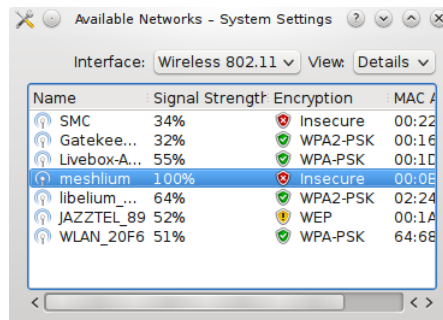 Available Networks - System Settings
Interface: Wireless 802.11 View: Details
Name Signal Strength Encryption MAC A
SMC 34% Insecure 00:22
Gatekee... 32% WPA2-PSK 00:16
Livebox-A... 55% WPA-PSK 00:1D
meshlium 100% Insecure 00:0E
libelium_... 64% WPA2-PSK 02:24
JAZZTEL_89 52% WEP 00:1A
WLAN_20F6 51% WPA-PSK 64:68